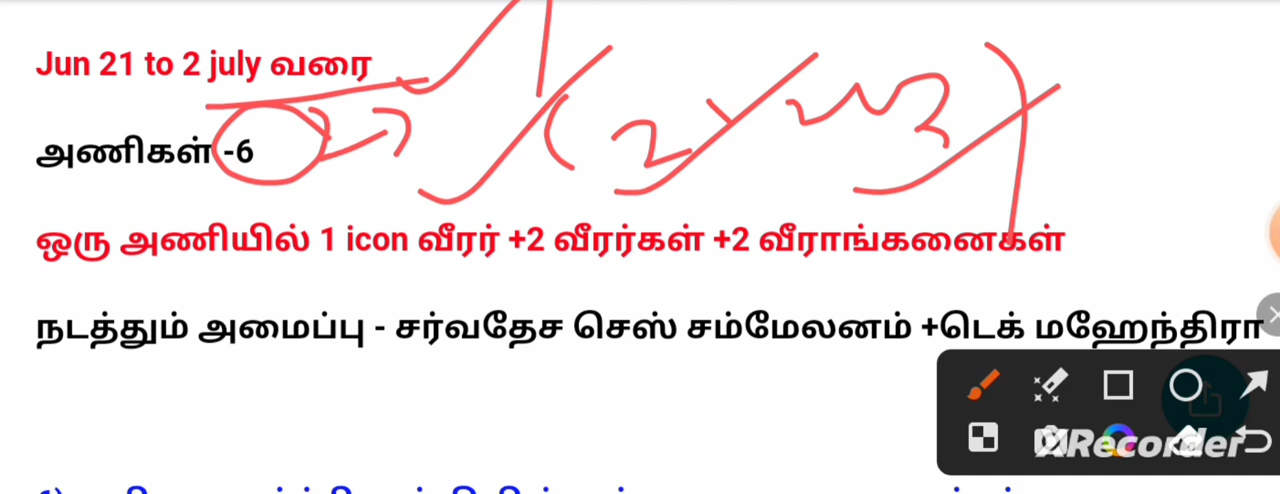 Jun 21 to 2 july வரை
அணிகள் -6
ஒரு அணியில் 1 icon வீரர் +2 வீரர்கள் +2 வீராங்கனைகள்
நடத்தும் அமைப்பு - சர்வதேச செஸ் சம்மேலனம் +டெக் மஹேந்திரா
XRecorder